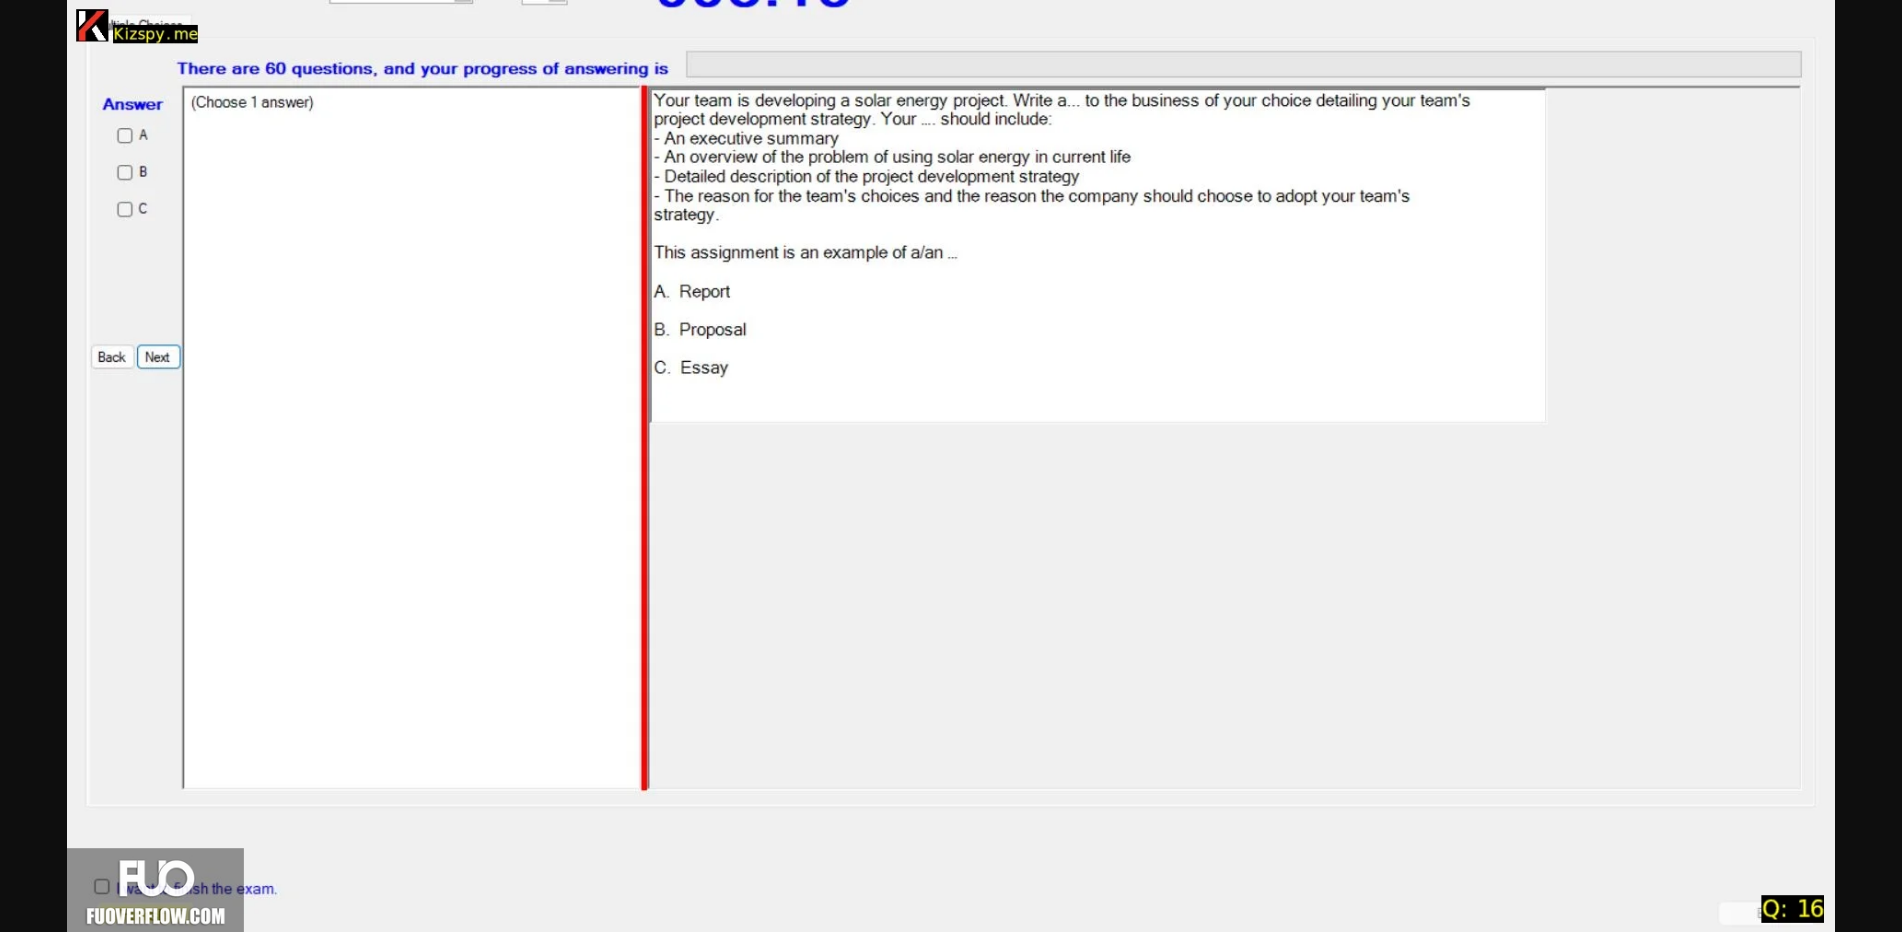 Kizspy.me
There are 60 questions, and your progress of answering is
Answer
(Choose 1 answer)
A
B
C
Back Next
Your team is developing a solar energy project. Write a... to the business of your choice detailing your team's
project development strategy. Your .... should include:
- An executive summary
- An overview of the problem of using solar energy in current life
- Detailed description of the project development strategy
- The reason for the team's choices and the reason the company should choose to adopt your team's
strategy.
This assignment is an example of a/an ...
A. Report
B. Proposal
C. Essay
FUO
the exam.
FUOVERFLOW.COM
Q: 16